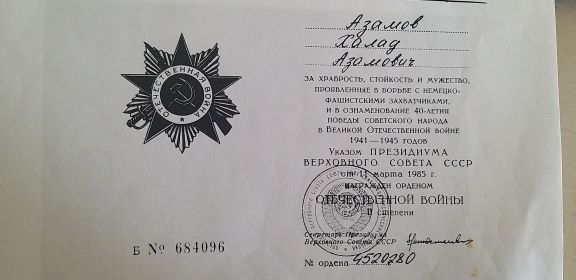 Азамов
Халад
Азамович
ЗА ХРАБРОСТЬ, СТОЙКОСТЬ И МУЖЕСТВО,
ПРОЯВЛЕННЫЕ В БОРЬБЕ С НЕМЕЦКО-
ФАШИСТСКИМИ ЗАХВАТЧИКАМИ,
И В ОЗНАМЕНОВАНИЕ 40-ЛЕТИЯ
ПОБЕДЫ СОВЕТСКОГО НАРОДА
В ВЕЛИКОЙ ОТЕЧЕСТВЕННОЙ ВОЙНЕ
1941—1945 ГОДОВ
УКАЗОМ ПРЕЗИДИУМА
ВЕРХОВНОГО СОВЕТА СССР
от 11 марта 1985 г.
НАГРАЖДЕН ОРДЕНОМ
ОТЕЧЕСТВЕННОЙ ВОЙНЫ
II степени
Секретарь Президиума
Верховного Совета СССР
№ ордена 4520280
ОТЕЧЕСТВЕННАЯ ВОЙНА
Б № 684096